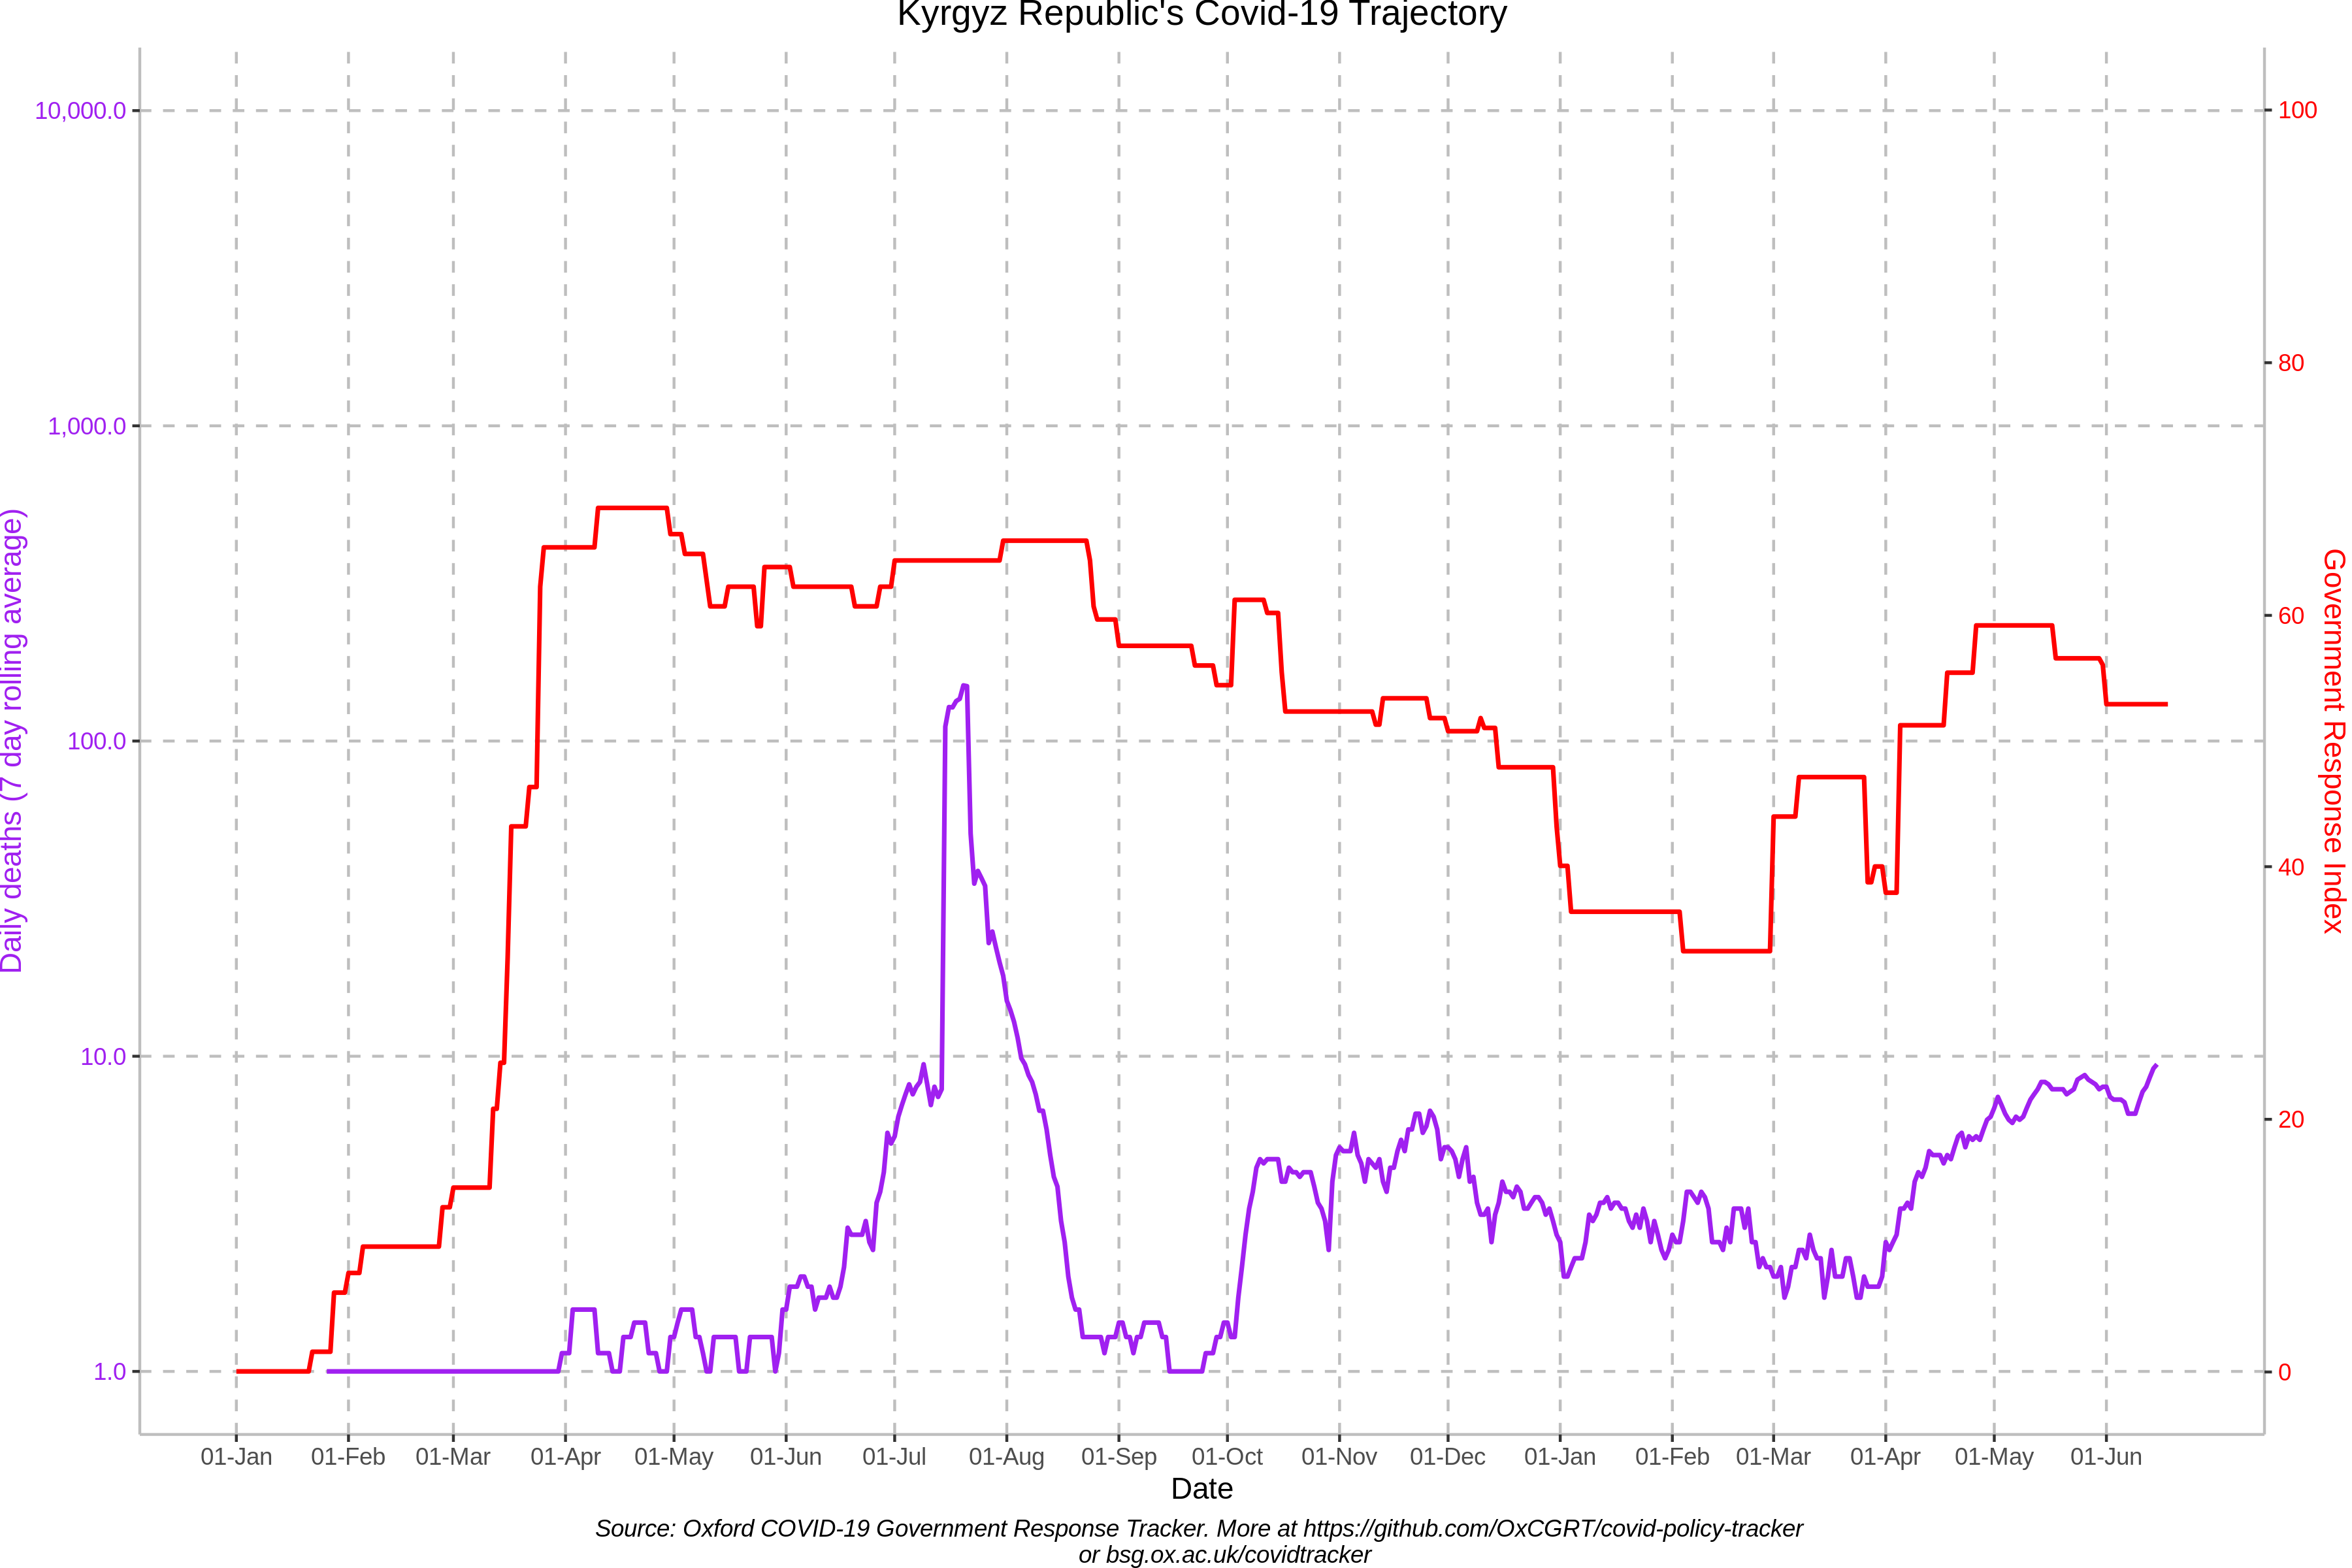 Kyrgyz Republic's Covid-19 Trajectory
10,000.0
1,000.0
100.0
10.0
1.0
Daily deaths (7 day rolling average)
100
80
60
40
20
0
Government Response Index
01-Jan 01-Feb 01-Mar 01-Apr 01-May 01-Jun 01-Jul 01-Aug 01-Sep 01-Oct 01-Nov 01-Dec 01-Jan 01-Feb 01-Mar 01-Apr 01-May 01-Jun
Date
Source: Oxford COVID-19 Government Response Tracker. More at https://github.com/OxCGRT/covid-policy-tracker
or bsg.ox.ac.uk/covidtracker